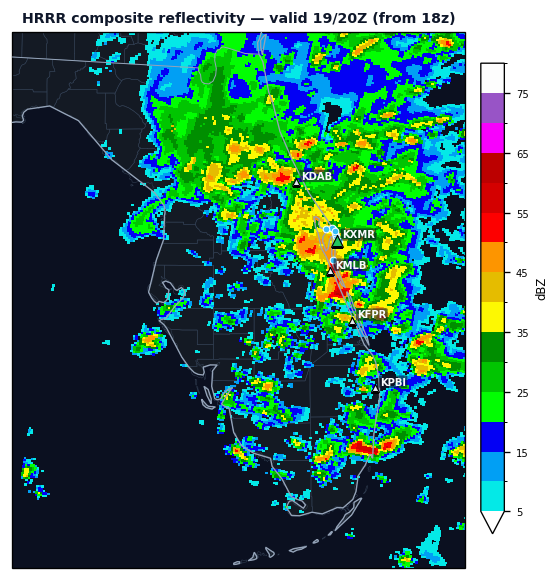 HRRR composite reflectivity — valid 19/20Z (from 18z)
KDAB
KXMR
KMLB
KFPR
KPBI
75
65
55
45
35
25
15
5
dBZ